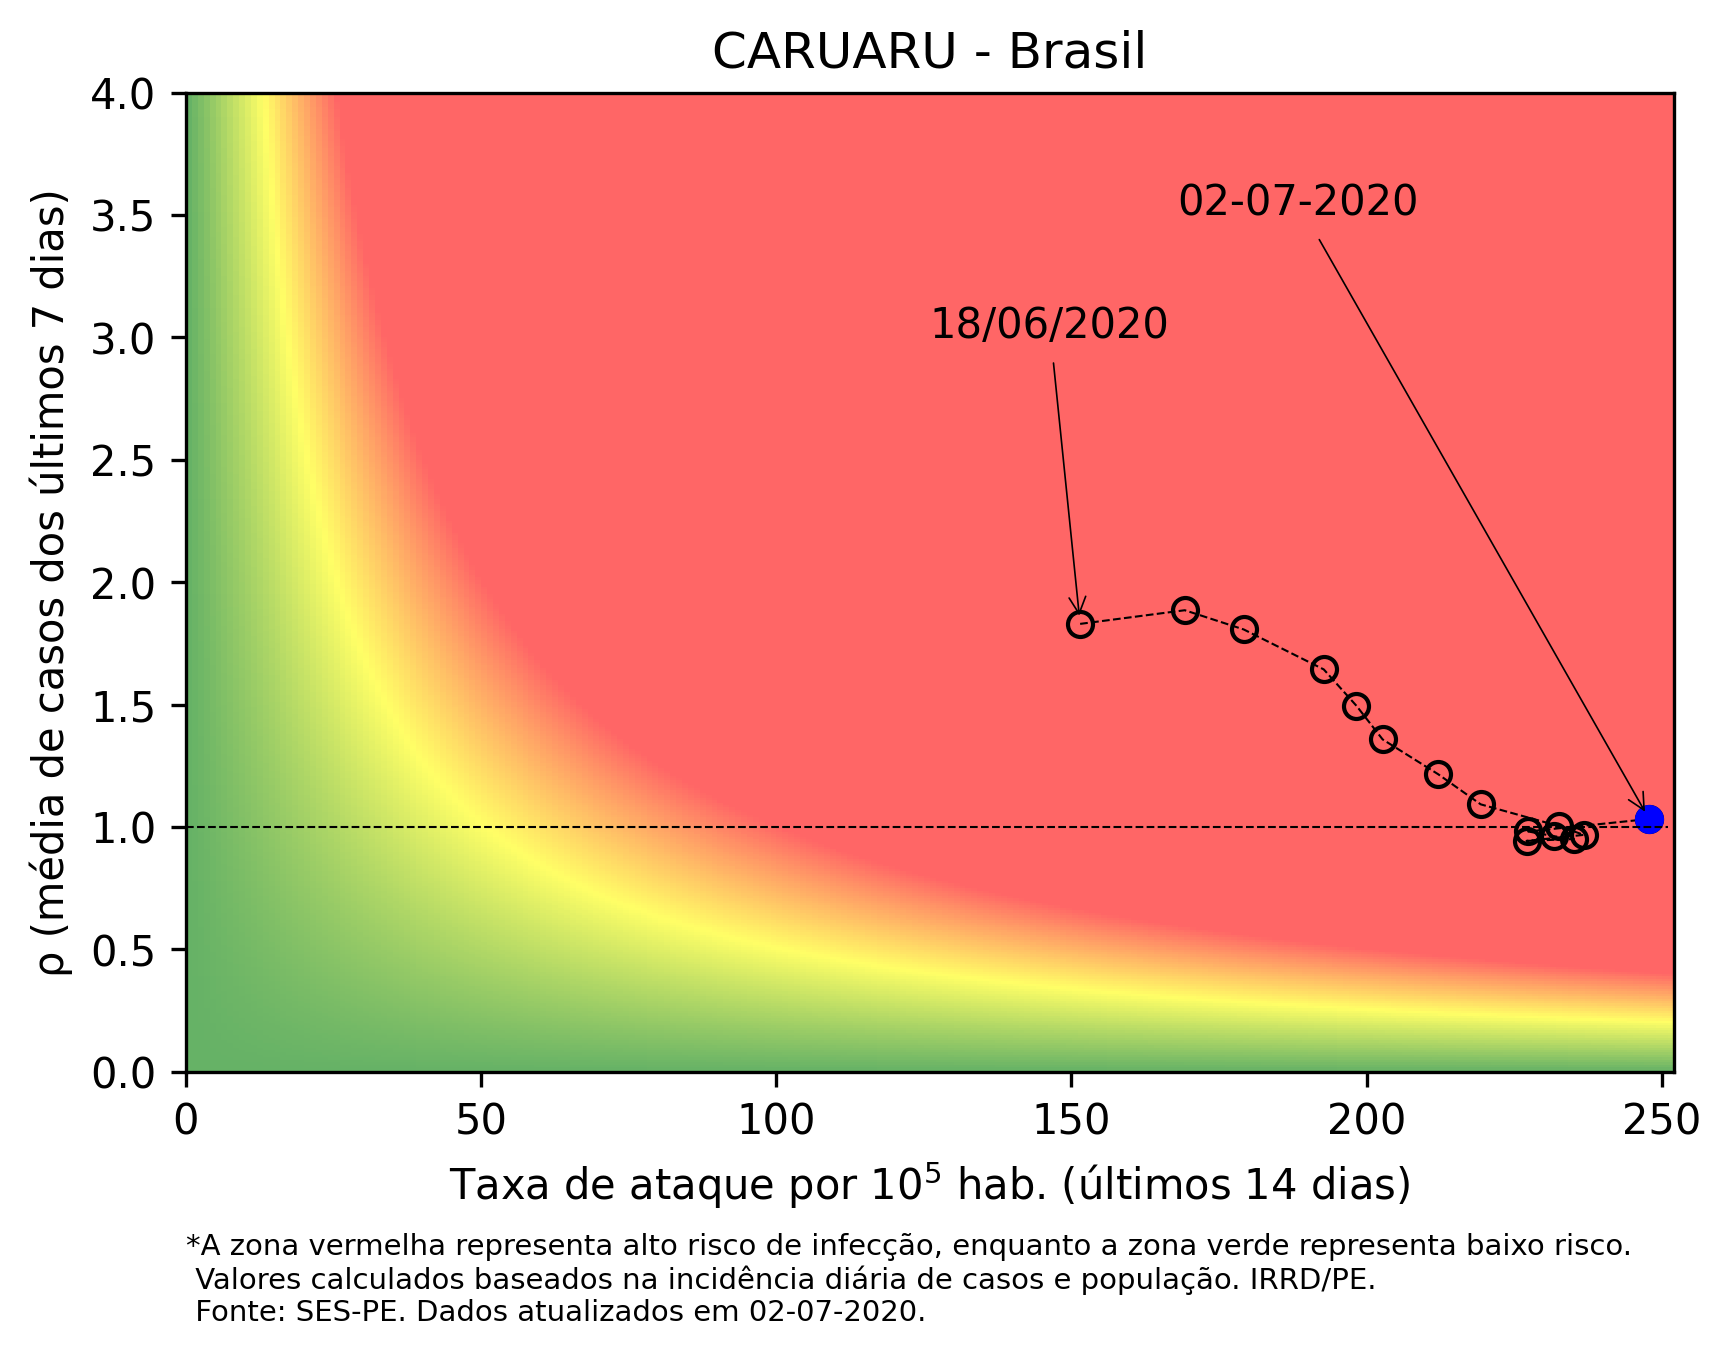 CARUARU - Brasil
4.0
3.5
3.0
2.5
2.0
1.5
1.0
0.5
0.0
ρ (média de casos dos últimos 7 dias)
02-07-2020
18/06/2020
0 50 100 150 200 250
Taxa de ataque por 10⁵ hab. (últimos 14 dias)
*A zona vermelha representa alto risco de infecção, enquanto a zona verde representa baixo risco.
Valores calculados baseados na incidência diária de casos e população. IRRD/PE.
Fonte: SES-PE. Dados atualizados em 02-07-2020.